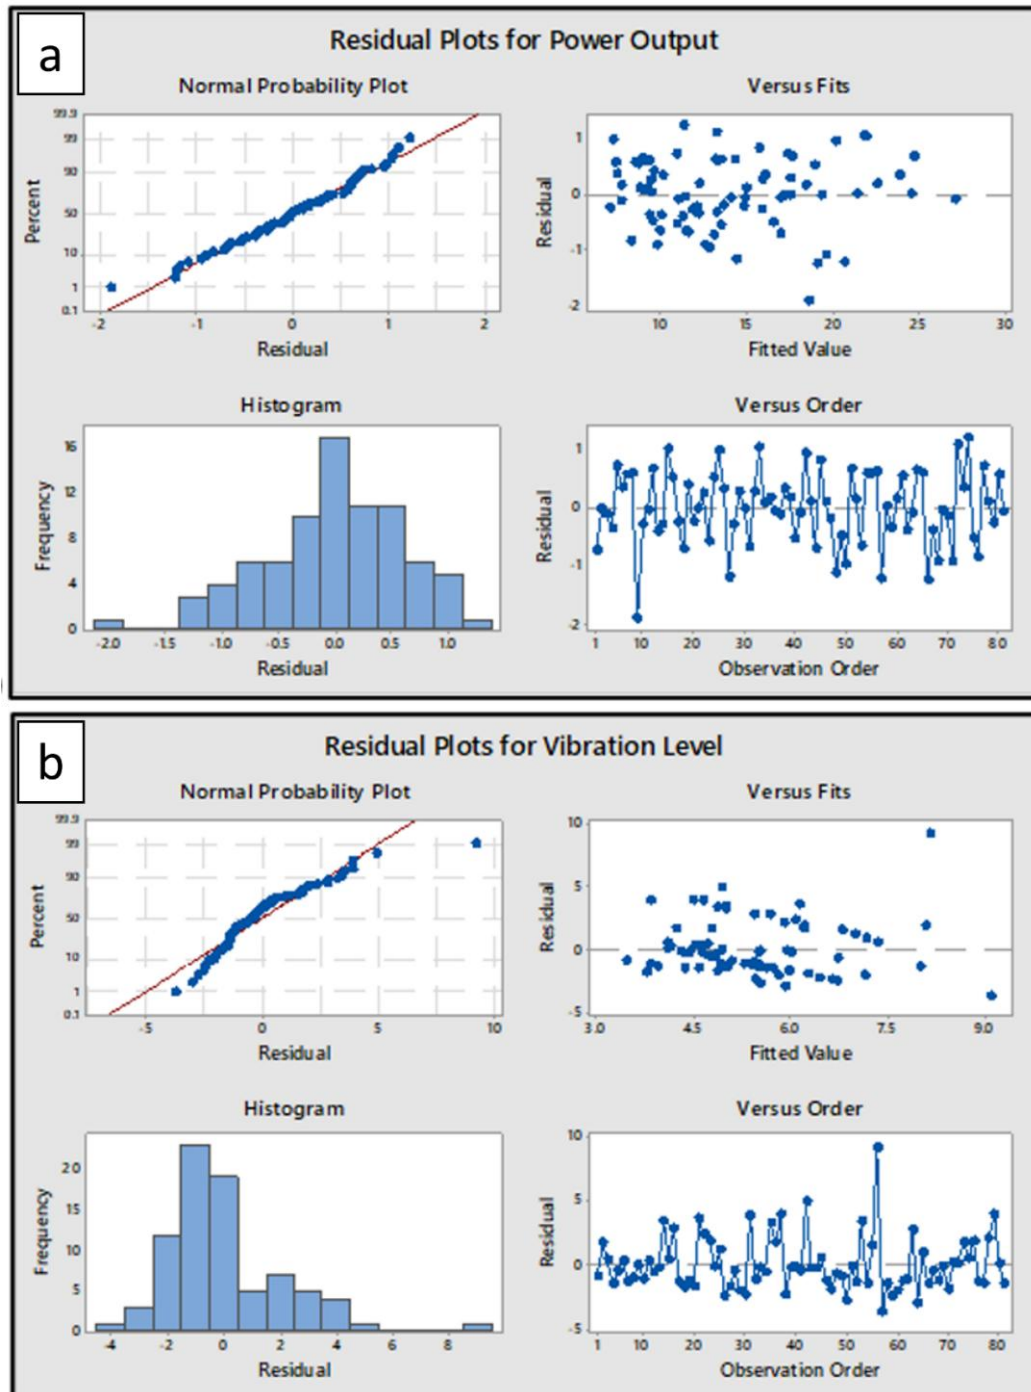 a
Residual Plots for Power Output
Normal Probability Plot
Versus Fits
99.9
99
90
50
10
1
0.1
Percent
-2 -1 0 1 2
Residual
1
0
-1
-2
Residual
10 15 20 25 30
Fitted Value
Histogram
Versus Order
16
12
8
4
0
Frequency
-2.0 -1.5 -1.0 -0.5 0.0 0.5 1.0
Residual
1
0
-1
-2
Residual
1 10 20 30 40 50 60 70 80
Observation Order
b
Residual Plots for Vibration Level
Normal Probability Plot
Versus Fits
99.9
99
90
50
10
1
0.1
Percent
-5 0 5 10
Residual
10
5
0
-5
Residual
3.0 4.5 6.0 7.5 9.0
Fitted Value
Histogram
Versus Order
20
15
10
5
0
Frequency
-4 -2 0 2 4 6 8
Residual
10
5
0
-5
Residual
1 10 20 30 40 50 60 70 80
Observation Order